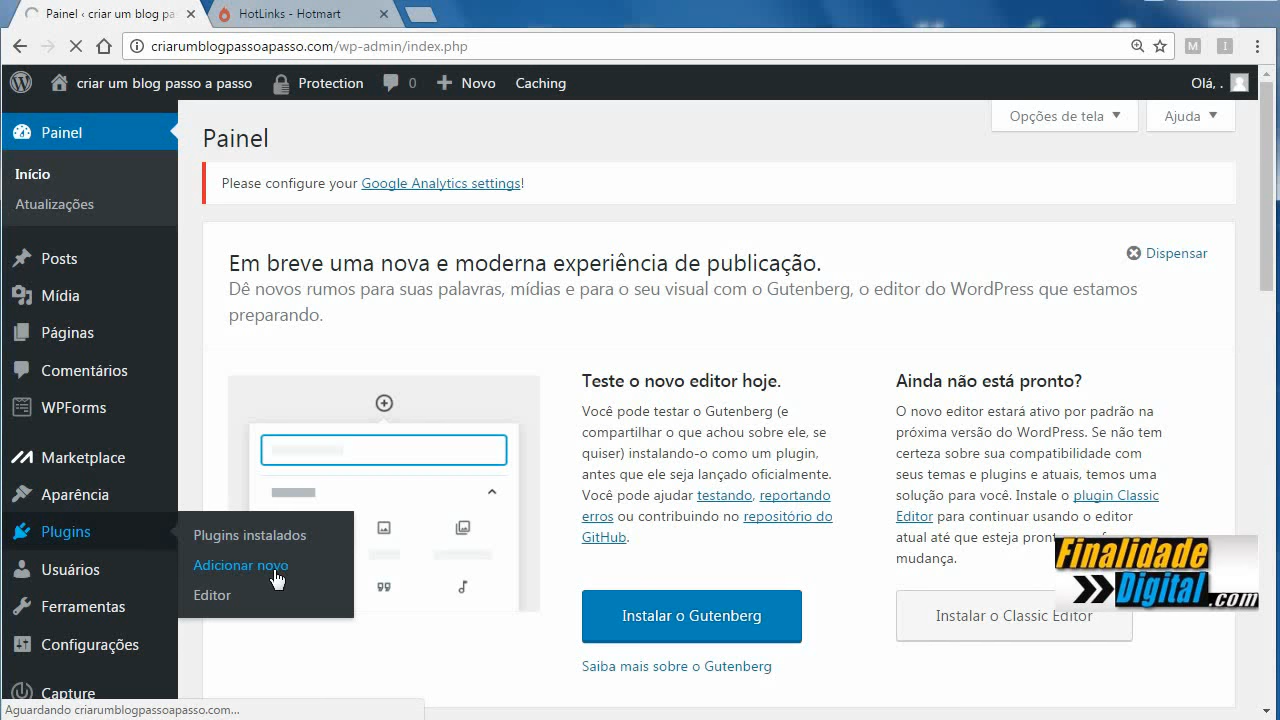 Painel ‹ criar um blog pa
HotLinks - Hotmart
criarumblogpassoapasso.com/wp-admin/index.php
M
I
criar um blog passo a passo
Protection
0
Novo
Caching
Olá, .
Painel
Início
Atualizações
Posts
Mídia
Páginas
Comentários
WPForms
Marketplace
Aparência
Plugins
Usuários
Ferramentas
Configurações
Capture
Plugins instalados
Adicionar novo
Editor
Opções de tela
Ajuda
Painel
Please configure your Google Analytics settings!
Dispensar
Em breve uma nova e moderna experiência de publicação.
Dê novos rumos para suas palavras, mídias e para o seu visual com o Gutenberg, o editor do WordPress que estamos
preparando.
Teste o novo editor hoje.
Você pode testar o Gutenberg (e
compartilhar o que achou sobre ele, se
quiser) instalando-o como um plugin,
antes que ele seja lançado oficialmente.
Você pode ajudar testando, reportando
erros ou contribuindo no repositório do
GitHub.
Instalar o Gutenberg
Saiba mais sobre o Gutenberg
Ainda não está pronto?
O novo editor estará ativo por padrão na
próxima versão do WordPress. Se não tem
certeza sobre sua compatibilidade com
seus temas e plugins e atuais, temos uma
solução para você. Instale o plugin Classic
Editor para continuar usando o editor
atual até que esteja pront
mudança.
Instalar o Classic Editor
Finalidade
Digital.com
Aguardando criarumblogpassoapasso.com...